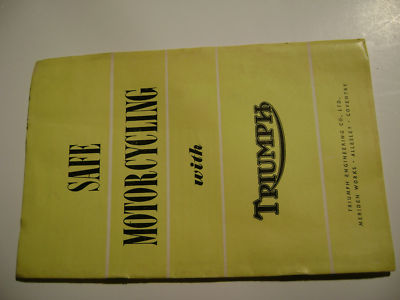 SAFE
MOTORCYCLING
with
TRIUMPH
TRIUMPH ENGINEERING CO. LTD.
MERIDEN WORKS · ALLESLEY · COVENTRY